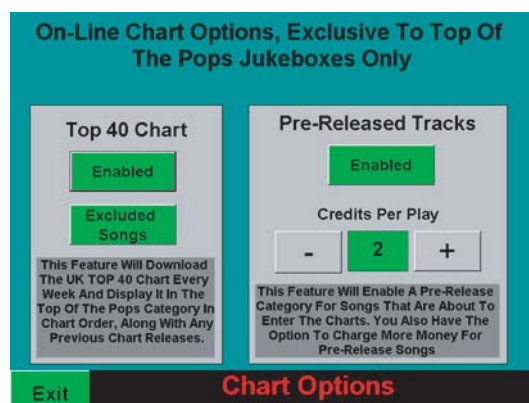 On-Line Chart Options, Exclusive To Top Of
The Pops Jukeboxes Only
Top 40 Chart
Enabled
Excluded
Songs
This Feature Will Download
The UK TOP 40 Chart Every
Week And Display It In The
Top Of The Pops Category In
Chart Order, Along With Any
Previous Chart Releases.
Pre-Released Tracks
Enabled
Credits Per Play
- 2 +
This Feature Will Enable A Pre-Release
Category For Songs That Are About To
Enter The Charts. You Also Have The
Option To Charge More Money For
Pre-Release Songs
Exit
Chart Options